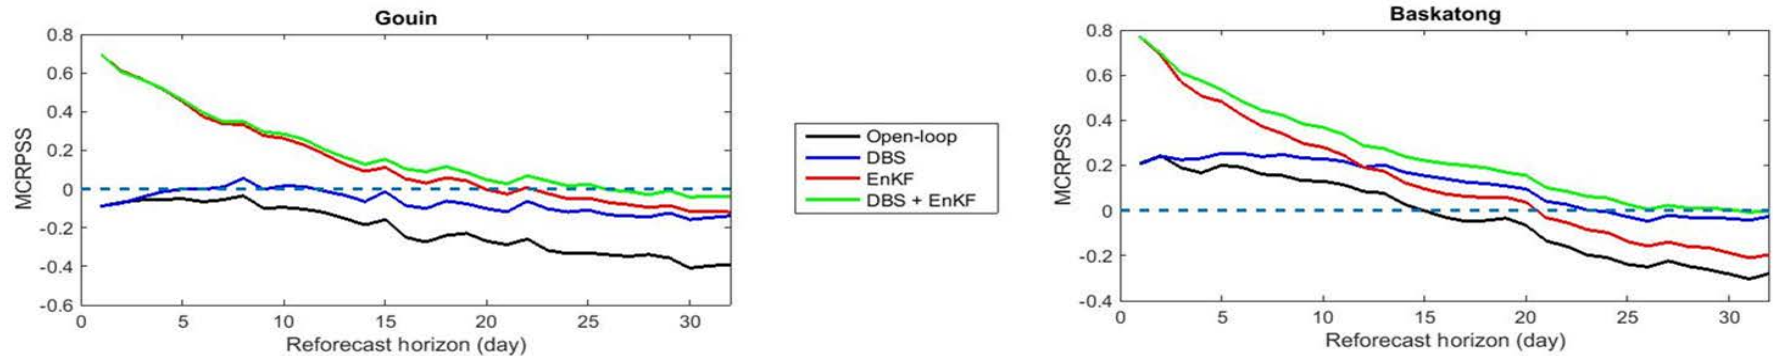 Gouin
0.8
0.6
0.4
0.2
0
-0.2
-0.4
-0.6
MCRPSS
0 5 10 15 20 25 30
Reforecast horizon (day)
Open-loop
DBS
EnKF
DBS + EnKF
Baskatong
0.8
0.6
0.4
0.2
0
-0.2
-0.4
MCRPSS
0 5 10 15 20 25 30
Reforecast horizon (day)